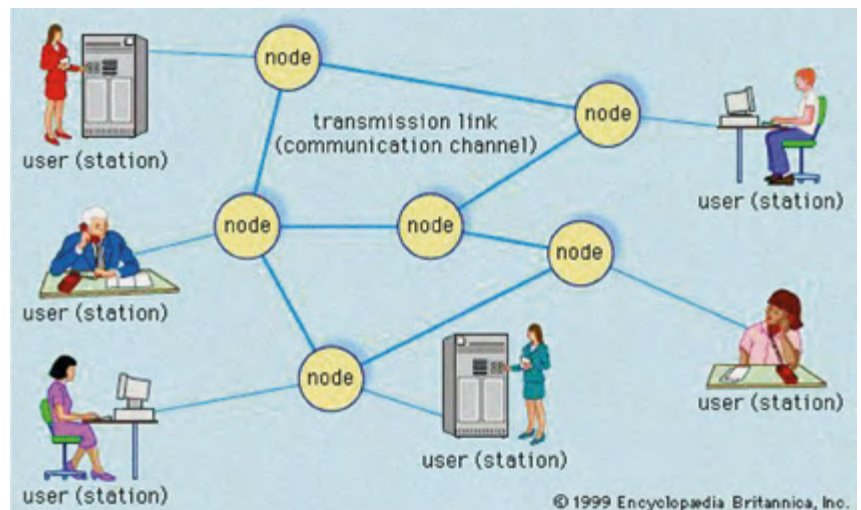 node
node
transmission link
(communication channel)
user (station)
user (station)
node
node
node
user (station)
user (station)
node
user (station)
user (station)
user (station)
© 1999 Encyclopædia Britannica, Inc.